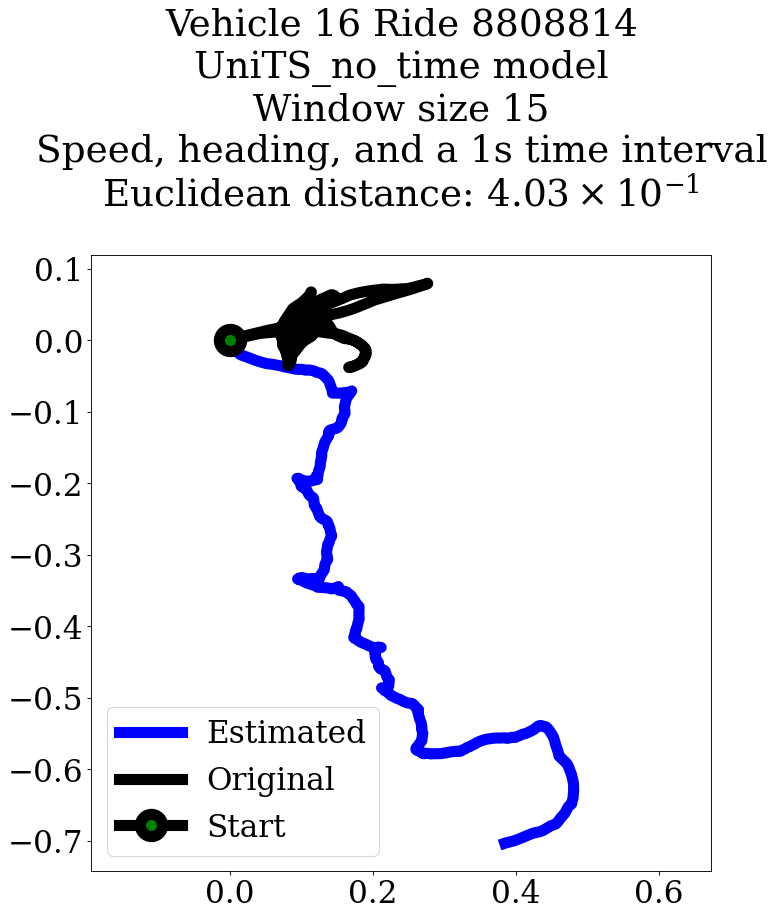 Vehicle 16 Ride 8808814
UniTS_no_time model
Window size 15
Speed, heading, and a 1s time interval
Euclidean distance: 4.03 × 10⁻¹
0.1
0.0
−0.1
−0.2
−0.3
−0.4
−0.5
−0.6
−0.7
Estimated
Original
Start
0.0 0.2 0.4 0.6